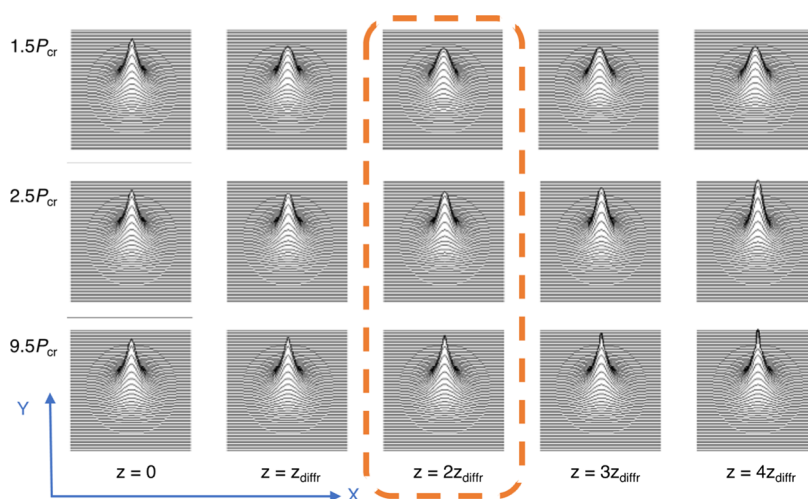 1.5Pcr
2.5Pcr
9.5Pcr
Y
z = 0 z = zdiffr z = 2zdiffr z = 3zdiffr z = 4zdiffr
X